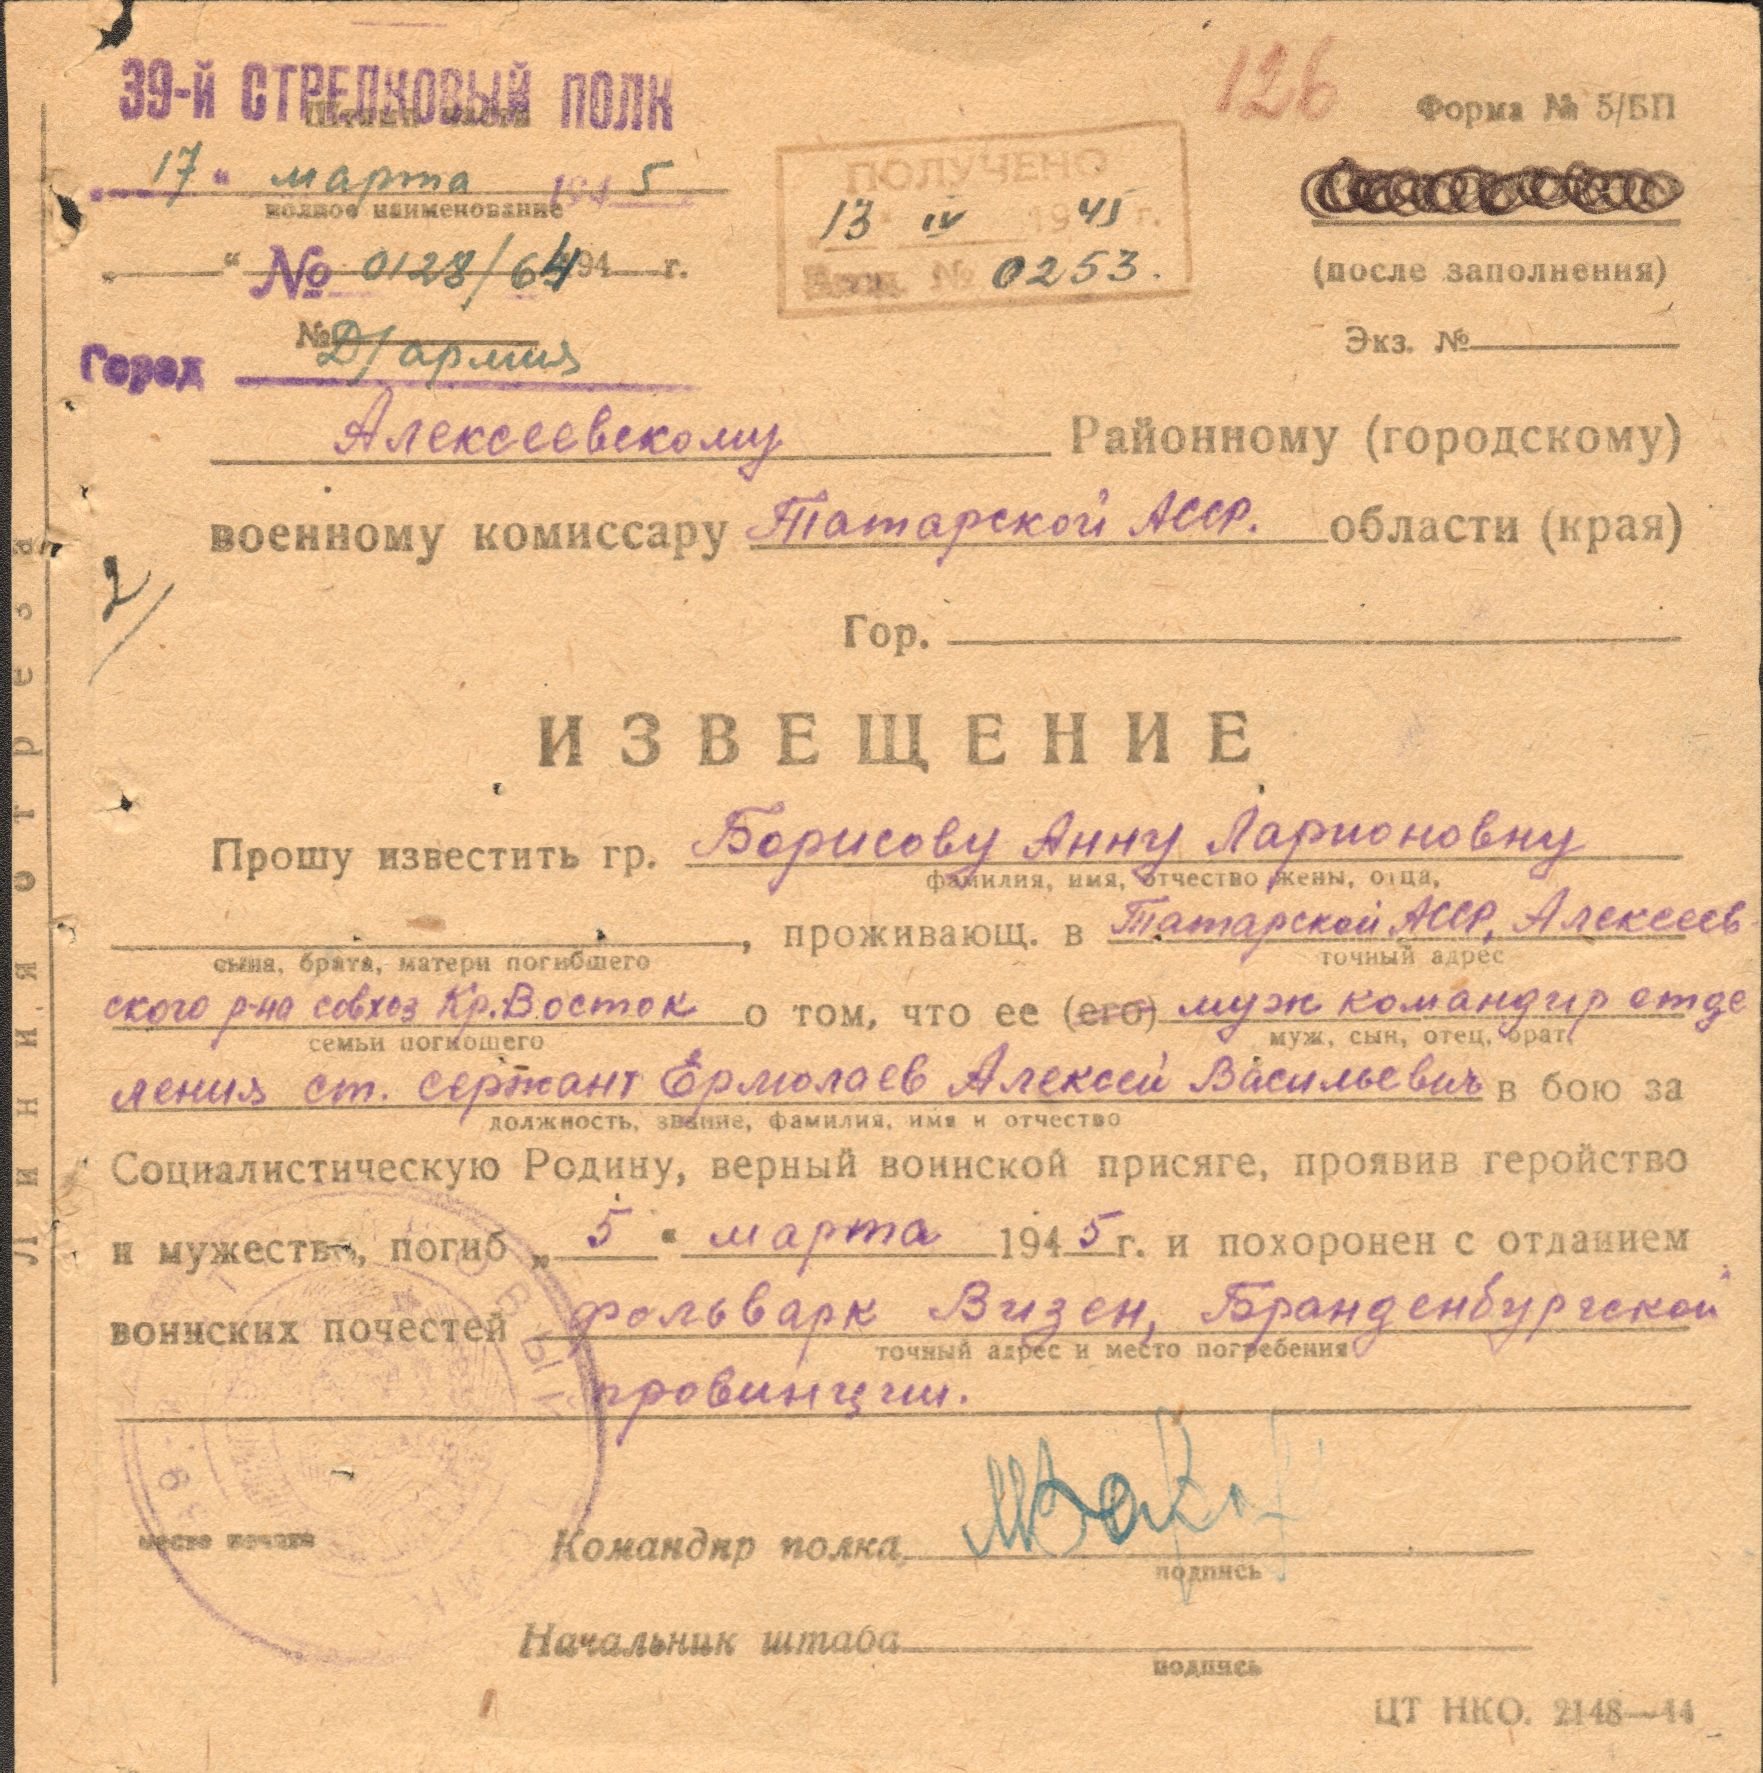 126
39-й СТРЕЛКОВЫЙ ПОЛК
Форма № 5/БП
„17“ марта 1945
полное наименование
ПОЛУЧЕНО
13 IV 1945 г.
№ 0253.
„ “ № 0128/64 194 г.
(после заполнения)
Экз. №
№
Город Д/армия
Алексеевскому Районному (городскому)
военному комиссару Татарской АССР. области (края)
2/
Гор.
ИЗВЕЩЕНИЕ
Прошу известить гр. Борисову Анну Ларионовну
фамилия, имя, отчество жены, отца,
, проживающ. в Татарской АССР, Алексеев
сына, брата, матери погибшего точный адрес
ского р-на совхоз Кр. Восток о том, что ее (его) муж командир отде
семьи погибшего муж, сын, отец, брат,
ления ст. сержант Ермолаев Алексей Васильевич в бою за
должность, звание, фамилия, имя и отчество
Социалистическую Родину, верный воинской присяге, проявив геройство
и мужество, погиб „5“ марта 1945 г. и похоронен с отданием
воинских почестей фольварк Визен, Бранденбургской
точный адрес и место погребения
провинции.
место печати
Командир полка
подпись
Начальник штаба
подпись
ЦТ НКО. 2148—44
Линия отреза